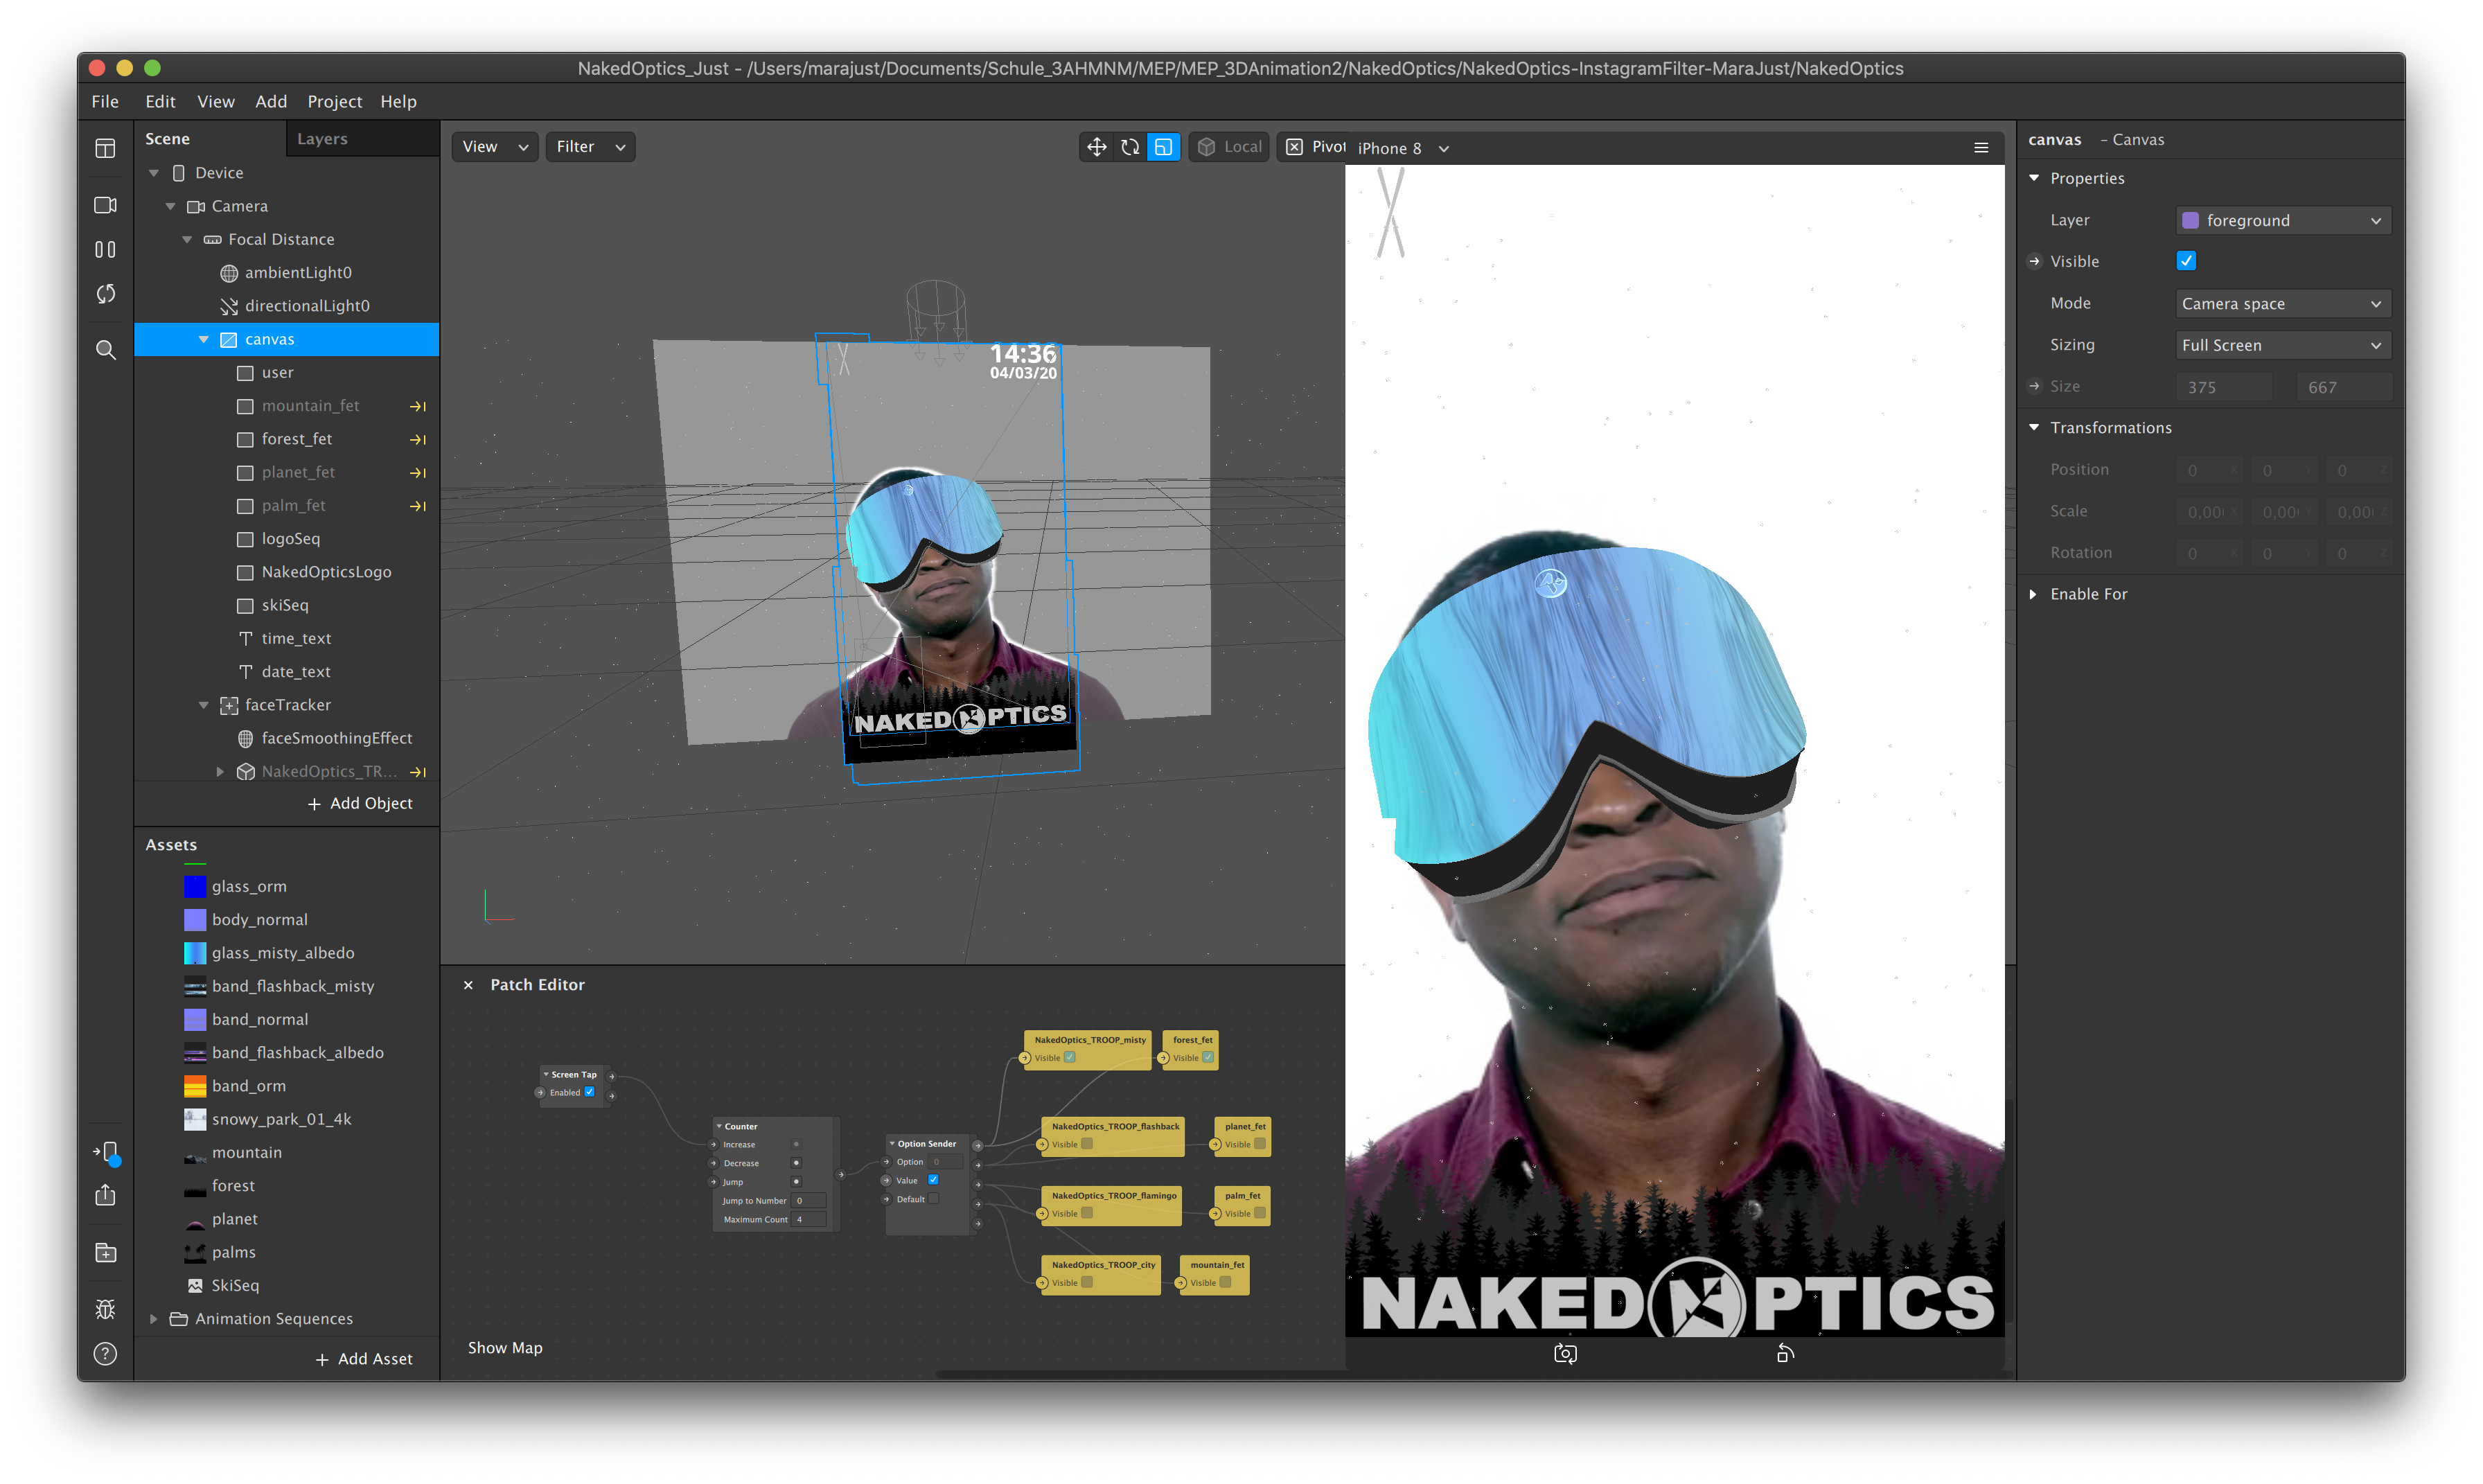 NakedOptics_Just - /Users/marajust/Documents/Schule_3AHMNM/MEP/MEP_3DAnimation2/NakedOptics/NakedOptics-InstagramFilter-MaraJust/NakedOptics
File Edit View Add Project Help
Scene Layers
Device
Camera
Focal Distance
ambientLight0
directionalLight0
canvas
user
mountain_fet
forest_fet
planet_fet
palm_fet
logoSeq
NakedOpticsLogo
skiSeq
time_text
date_text
faceTracker
faceSmoothingEffect
NakedOptics_TR...
+ Add Object
Assets
glass_orm
body_normal
glass_misty_albedo
band_flashback_misty
band_normal
band_flashback_albedo
band_orm
snowy_park_01_4k
mountain
forest
planet
palms
SkiSeq
Animation Sequences
+ Add Asset
View Filter
Local Pivot
14:36
04/03/20
NAKED OPTICS
Patch Editor
Screen Tap
Enabled
Counter
Increase
Decrease
Jump
Jump to Number 0
Maximum Count 4
Option Sender
Option 0
Value
Default
NakedOptics_TROOP_misty
Visible
forest_fet
Visible
NakedOptics_TROOP_flashback
Visible
planet_fet
Visible
NakedOptics_TROOP_flamingo
Visible
palm_fet
Visible
NakedOptics_TROOP_city
Visible
mountain_fet
Visible
Show Map
iPhone 8
NAKED OPTICS
canvas - Canvas
Properties
Layer foreground
Visible
Mode Camera space
Sizing Full Screen
Size 375 667
Transformations
Position 0 X 0 Y 0 Z
Scale 0,00 X 0,00 Y 0,00 Z
Rotation 0 X 0 Y 0 Z
Enable For